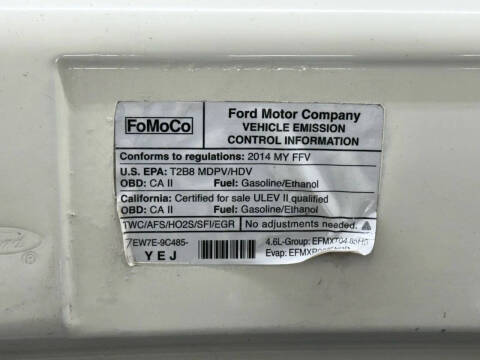 FoMoCo
Ford Motor Company
VEHICLE EMISSION
CONTROL INFORMATION
Conforms to regulations: 2014 MY FFV
U.S. EPA: T2B8 MDPV/HDV
OBD: CA II Fuel: Gasoline/Ethanol
California: Certified for sale ULEV II qualified
OBD: CA II Fuel: Gasoline/Ethanol
TWC/AFS/HO2S/SFI/EGR No adjustments needed.
7EW7E-9C485-
YEJ
4.6L-Group:
Evap:
Ford